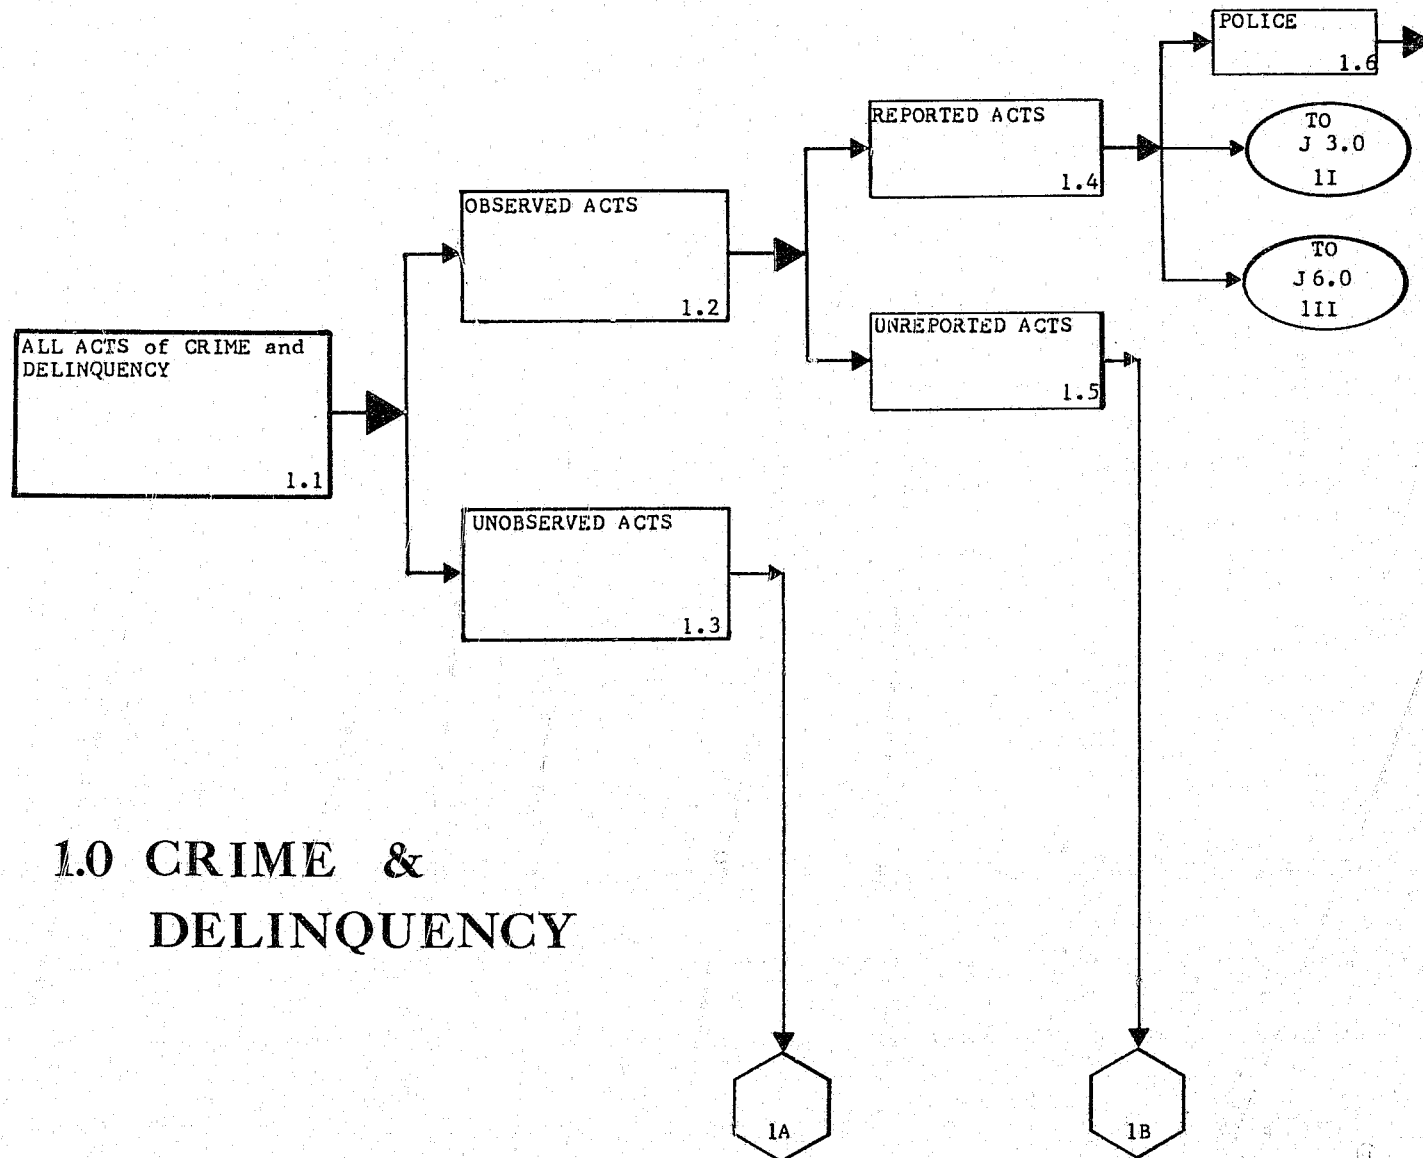 POLICE
1.6
TO
J 3.0
1I
REPORTED ACTS
1.4
OBSERVED ACTS
1.2
TO
J 6.0
1II
UNREPORTED ACTS
1.5
ALL ACTS of CRIME and
DELINQUENCY
1.1
UNOBSERVED ACTS
1.3
1.0 CRIME &
DELINQUENCY
1A
1B